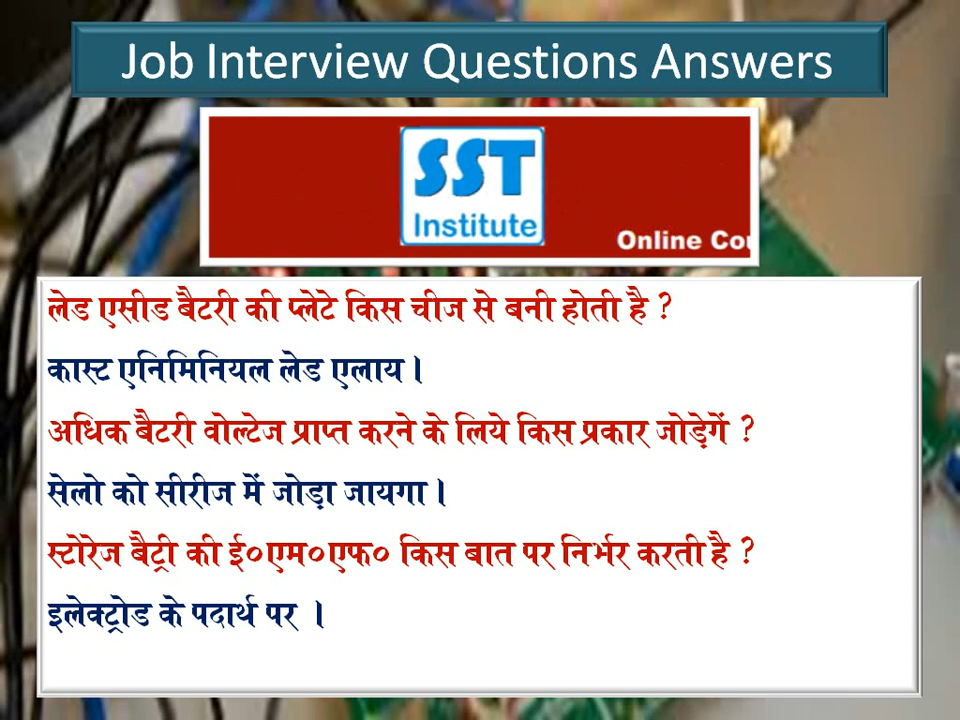 Job Interview Questions Answers
SST
Institute
Online Cou
लेड एसीड बैटरी की प्लेटे किस चीज से बनी होती है ?
कास्ट एनिमिनियल लेड एलाय ।
अधिक बैटरी वोल्टेज प्राप्त करने के लिये किस प्रकार जोड़ेगें ?
सेलो को सीरीज में जोड़ा जायगा ।
स्टोरेज बैट्री की ई०एम०एफ० किस बात पर निर्भर करती है ?
इलेक्ट्रोड के पदार्थ पर ।